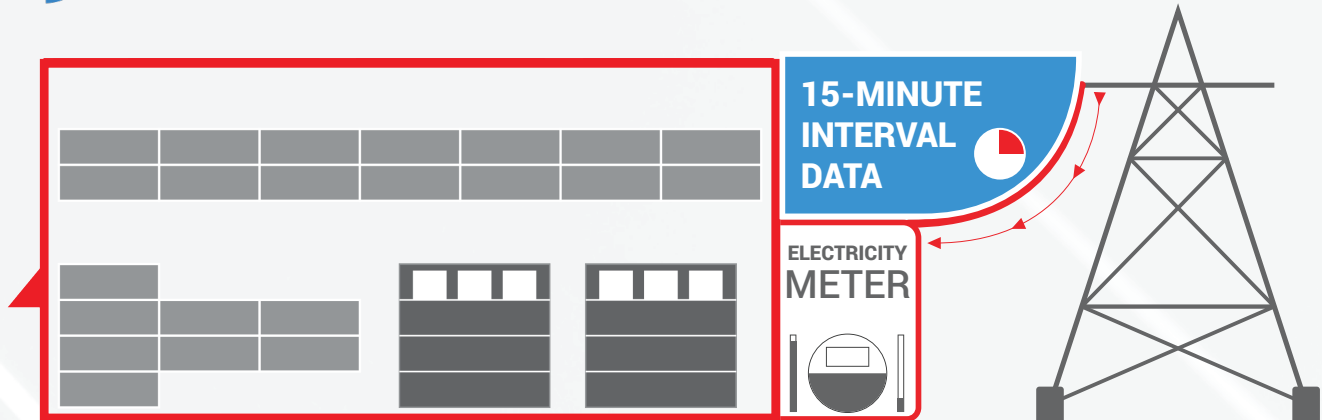 15-MINUTE
INTERVAL
DATA
ELECTRICITY
METER